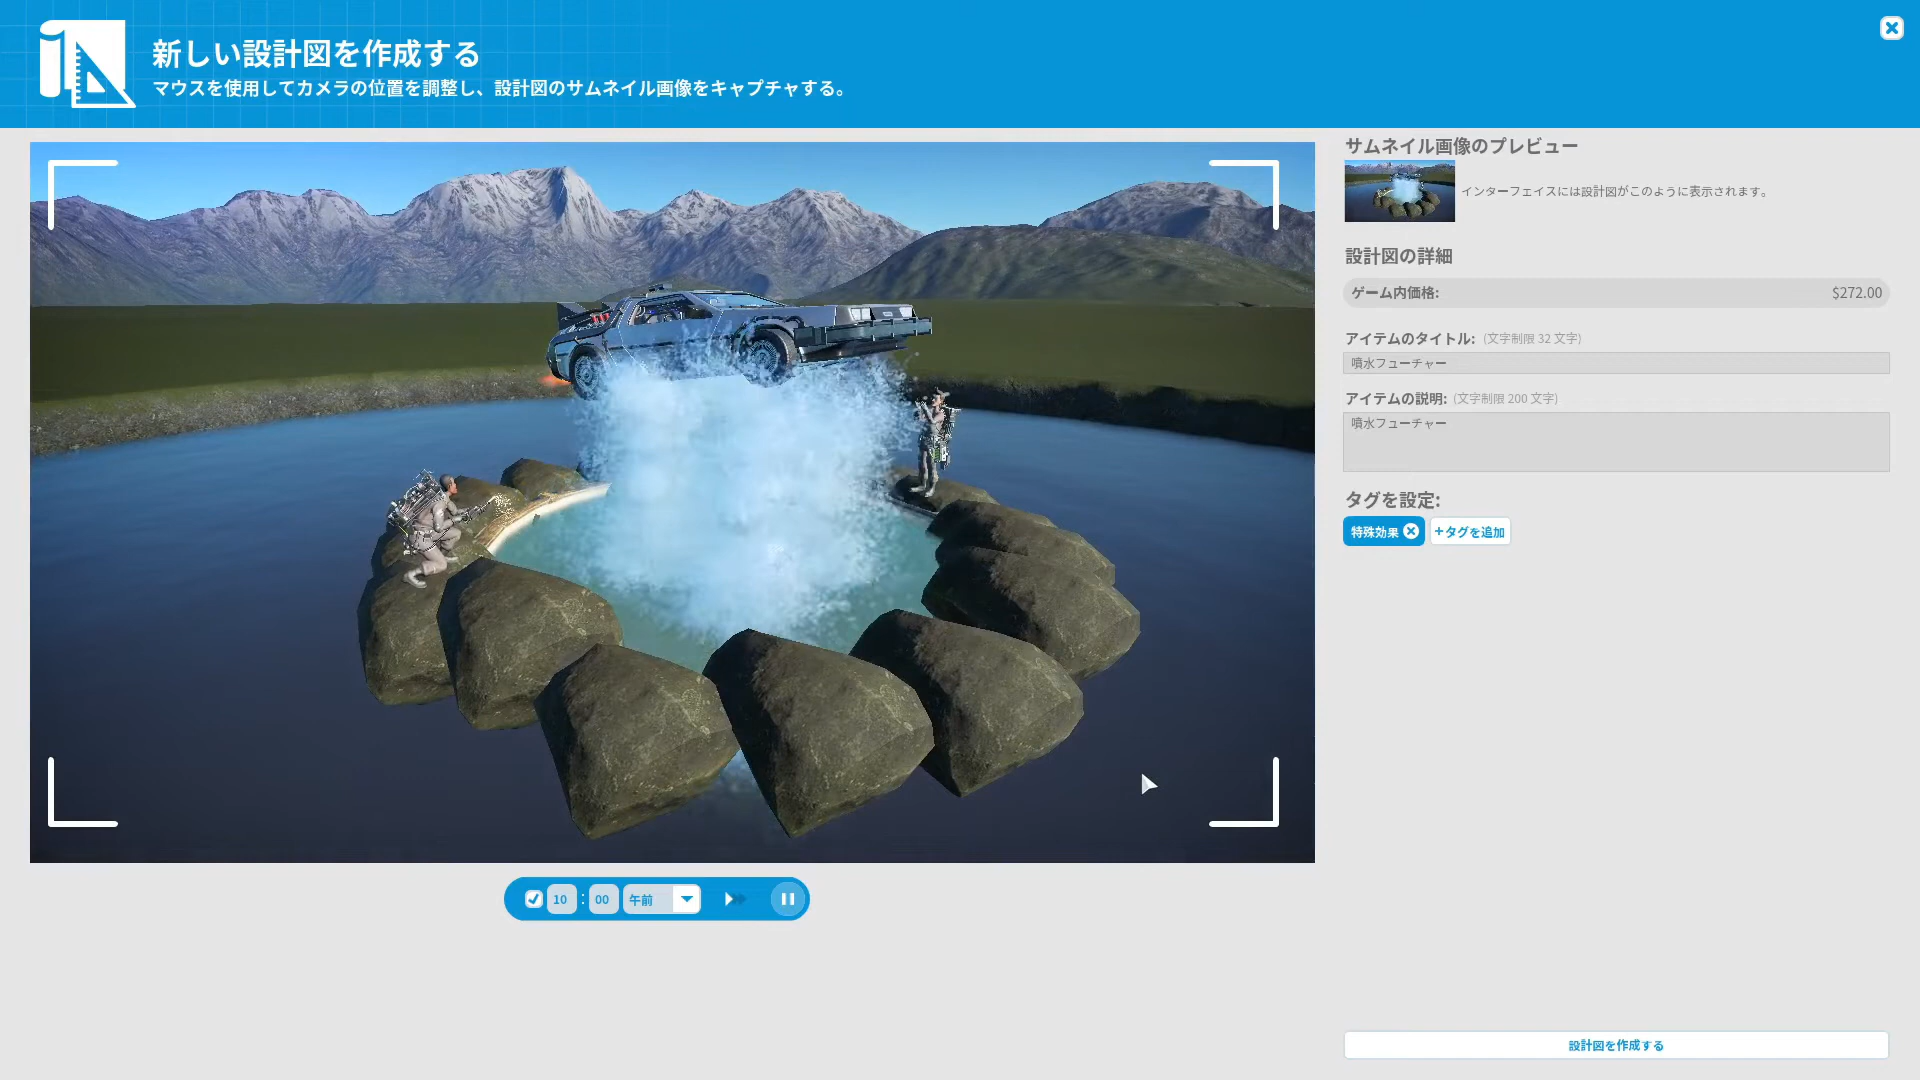 新しい設計図を作成する
マウスを使用してカメラの位置を調整し、設計図のサムネイル画像をキャプチャする。
サムネイル画像のプレビュー
インターフェイスには設計図がこのように表示されます。
設計図の詳細
ゲーム内価格: $272.00
アイテムのタイトル: (文字制限 32 文字)
噴水フューチャー
アイテムの説明: (文字制限 200 文字)
噴水フューチャー
タグを設定:
特殊効果 +タグを追加
10 : 00 午前
設計図を作成する